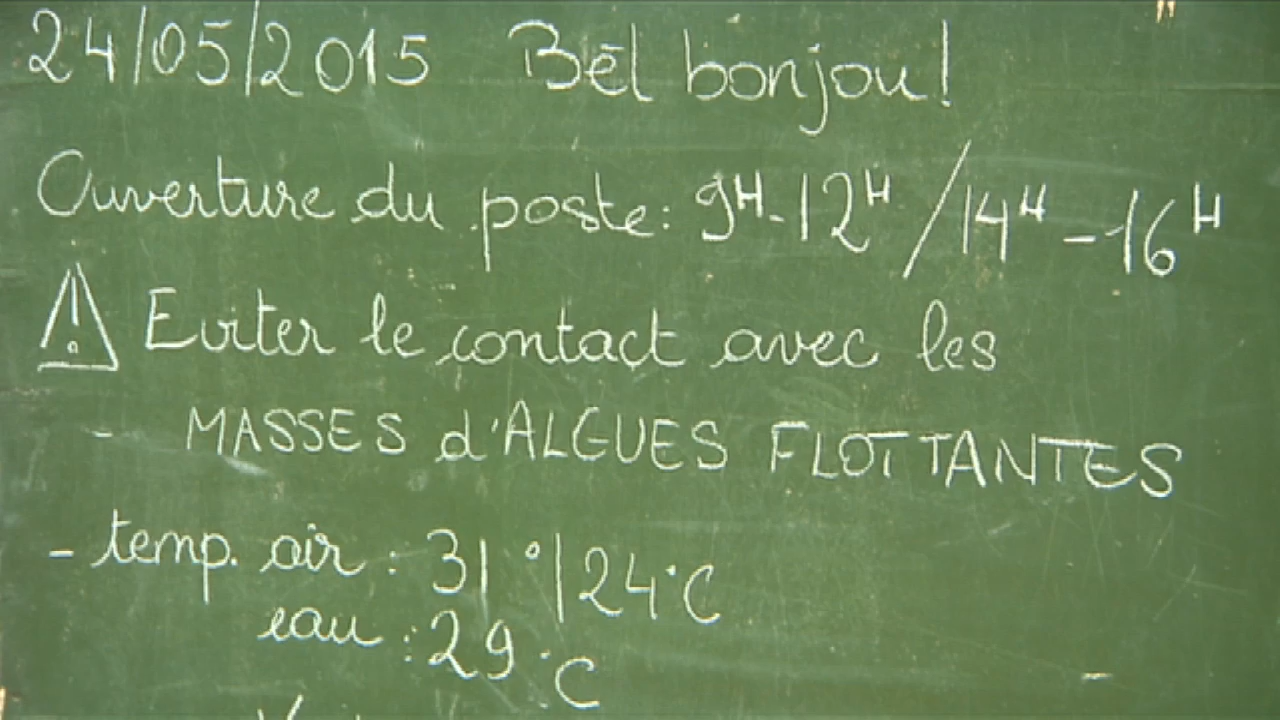 24/05/2015 Bèl bonjou!
Ouverture du poste: 9H-12H/14H-16H
⚠ Eviter le contact avec les
MASSES d'ALGUES FLOTTANTES
- temp. air : 31°/24°C
eau : 29°C